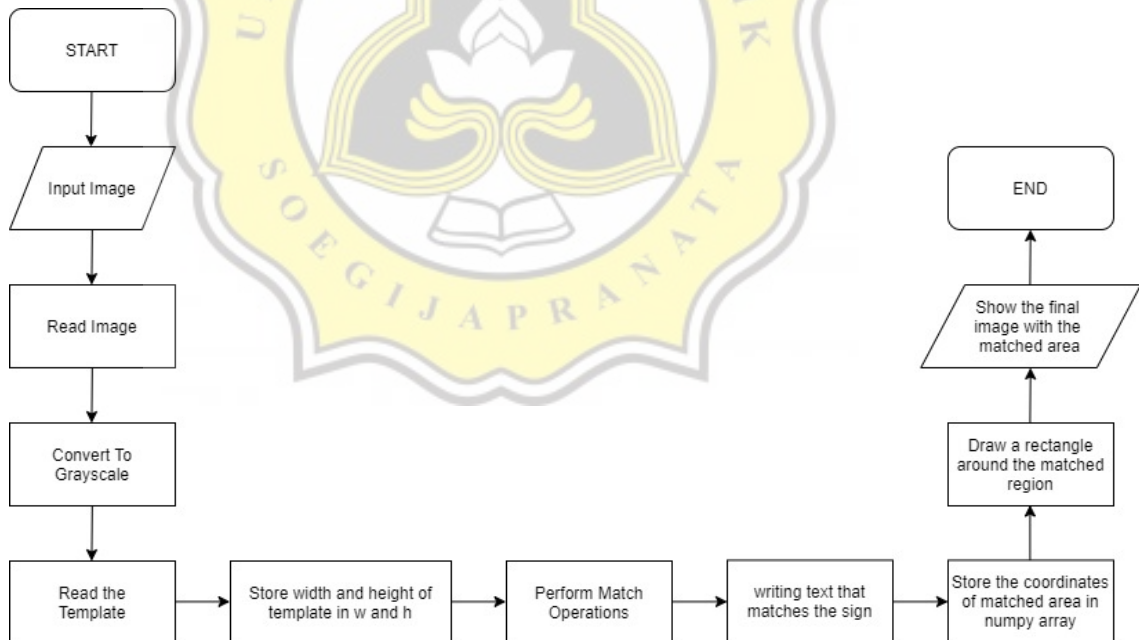 START
Input Image
Read Image
Convert To
Grayscale
Read the
Template
Store width and height of
template in w and h
Perform Match
Operations
writing text that
matches the sign
Store the coordinates
of matched area in
numpy array
Draw a rectangle
around the matched
region
Show the final
image with the
matched area
END
SOEGIJAPRANATA